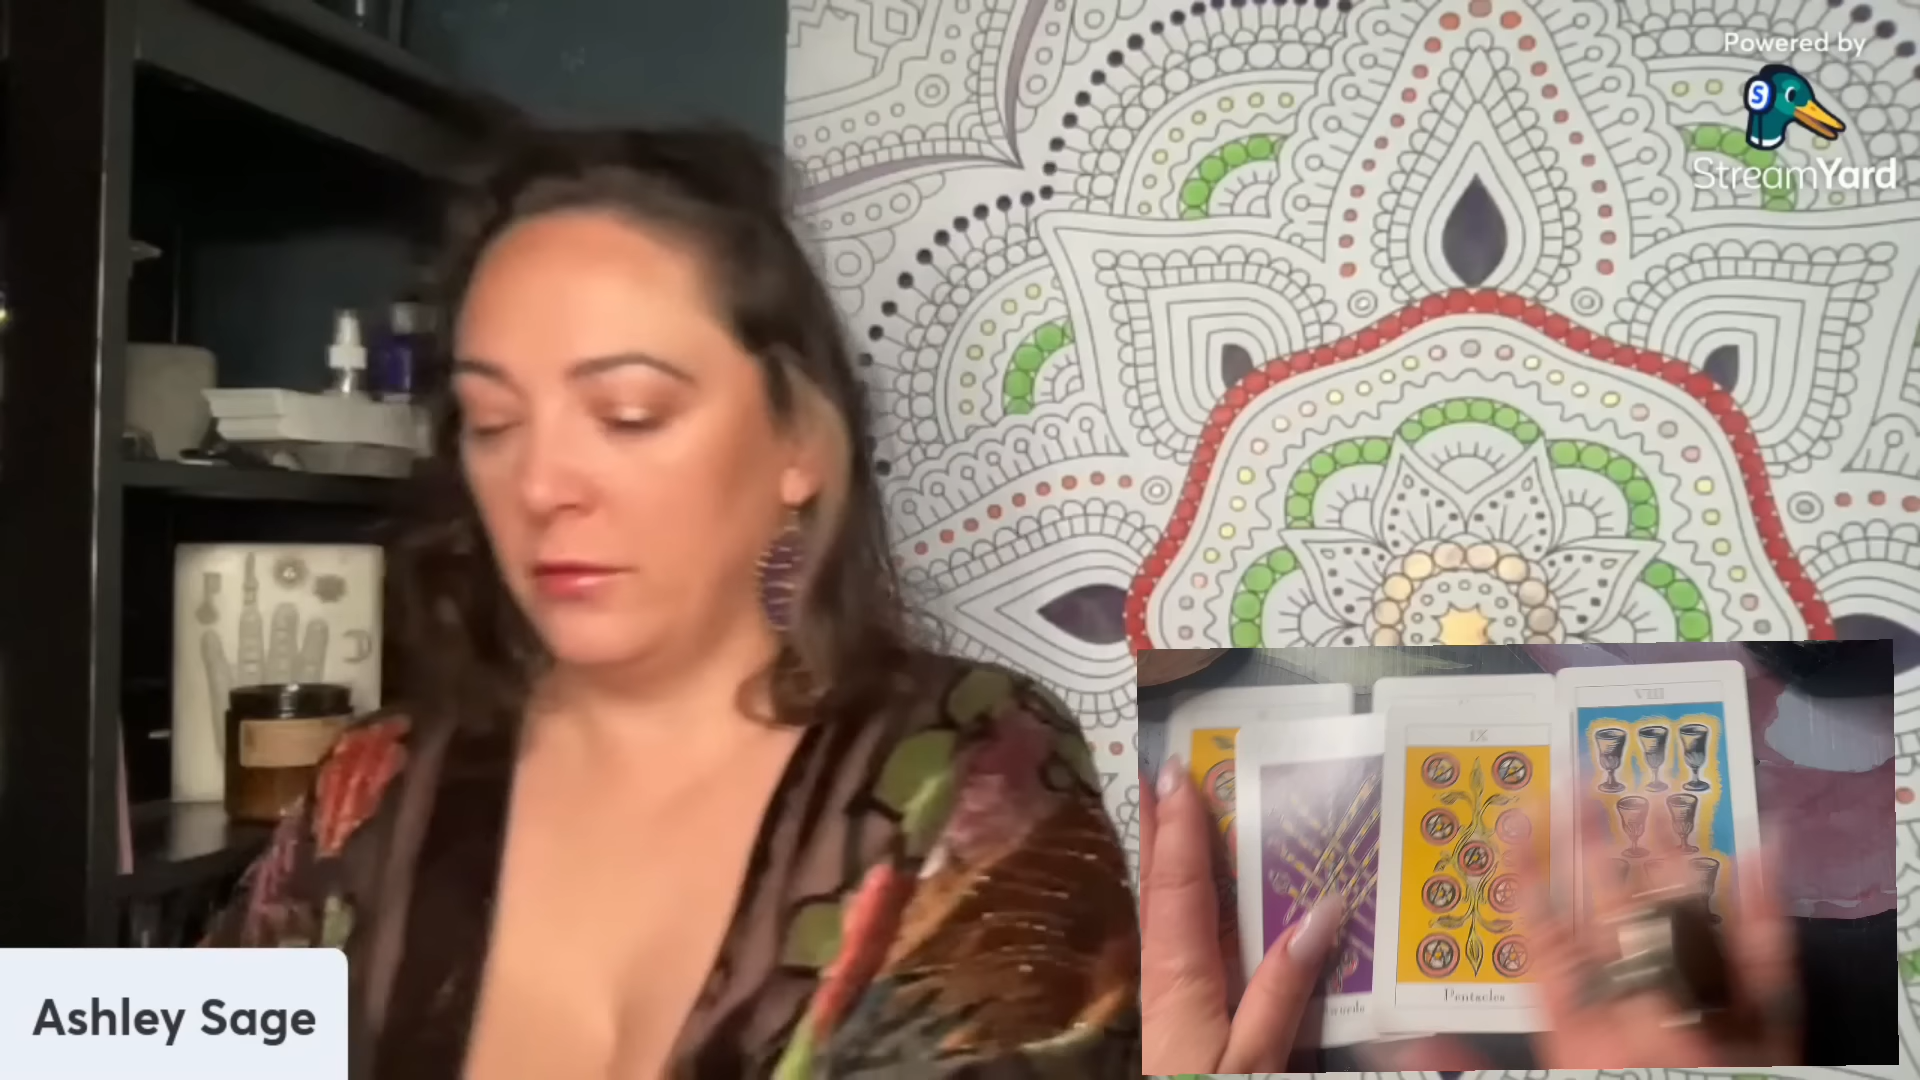 Powered by
S
StreamYard
VIII
IX
Pentacles
Ashley Sage